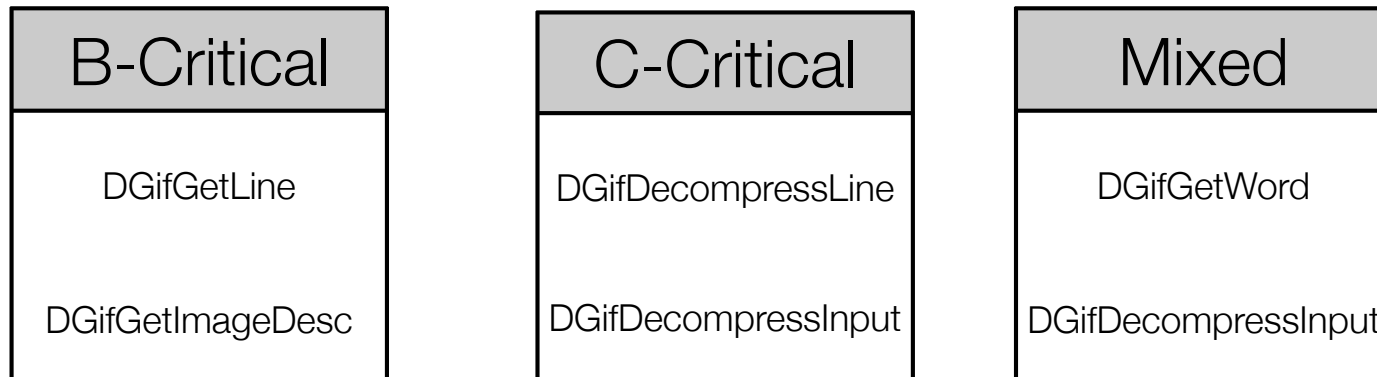 B-Critical
DGifGetLine
DGifGetImageDesc
C-Critical
DGifDecompressLine
DGifDecompressInput
Mixed
DGifGetWord
DGifDecompressInput